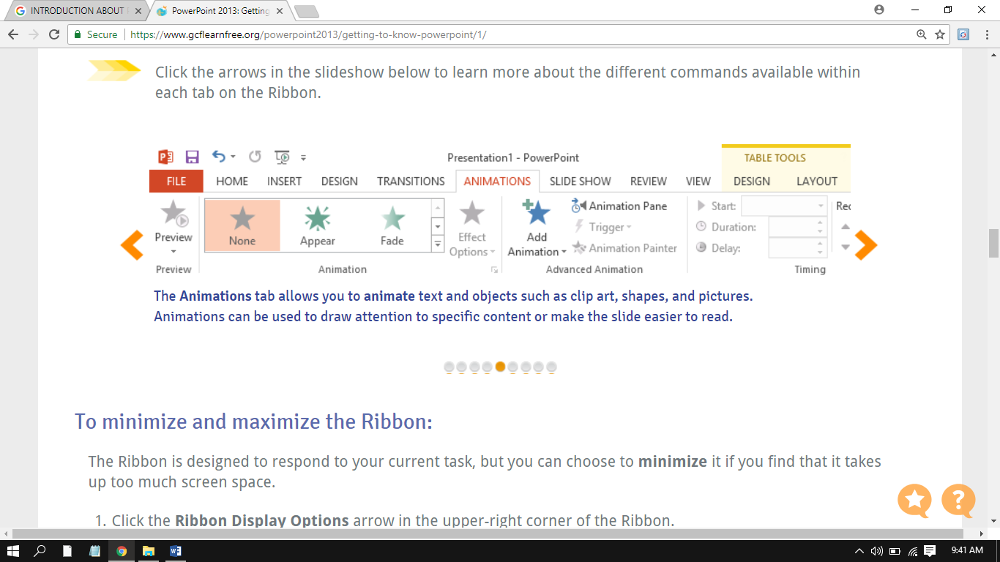 INTRODUCTION ABOUT
PowerPoint 2013: Getting
Secure
https://www.gcflearnfree.org/powerpoint2013/getting-to-know-powerpoint/1/
Click the arrows in the slideshow below to learn more about the different commands available within
each tab on the Ribbon.
Presentation1 - PowerPoint
TABLE TOOLS
FILE HOME INSERT DESIGN TRANSITIONS ANIMATIONS SLIDE SHOW REVIEW VIEW DESIGN LAYOUT
Animation Pane
Start:
Rec
Preview
None
Appear
Fade
Effect
Options
Add
Animation
Trigger
Duration:
Animation Painter
Delay:
Preview
Animation
Advanced Animation
Timing
The Animations tab allows you to animate text and objects such as clip art, shapes, and pictures.
Animations can be used to draw attention to specific content or make the slide easier to read.
To minimize and maximize the Ribbon:
The Ribbon is designed to respond to your current task, but you can choose to minimize it if you find that it takes
up too much screen space.
1. Click the Ribbon Display Options arrow in the upper-right corner of the Ribbon.
9:41 AM